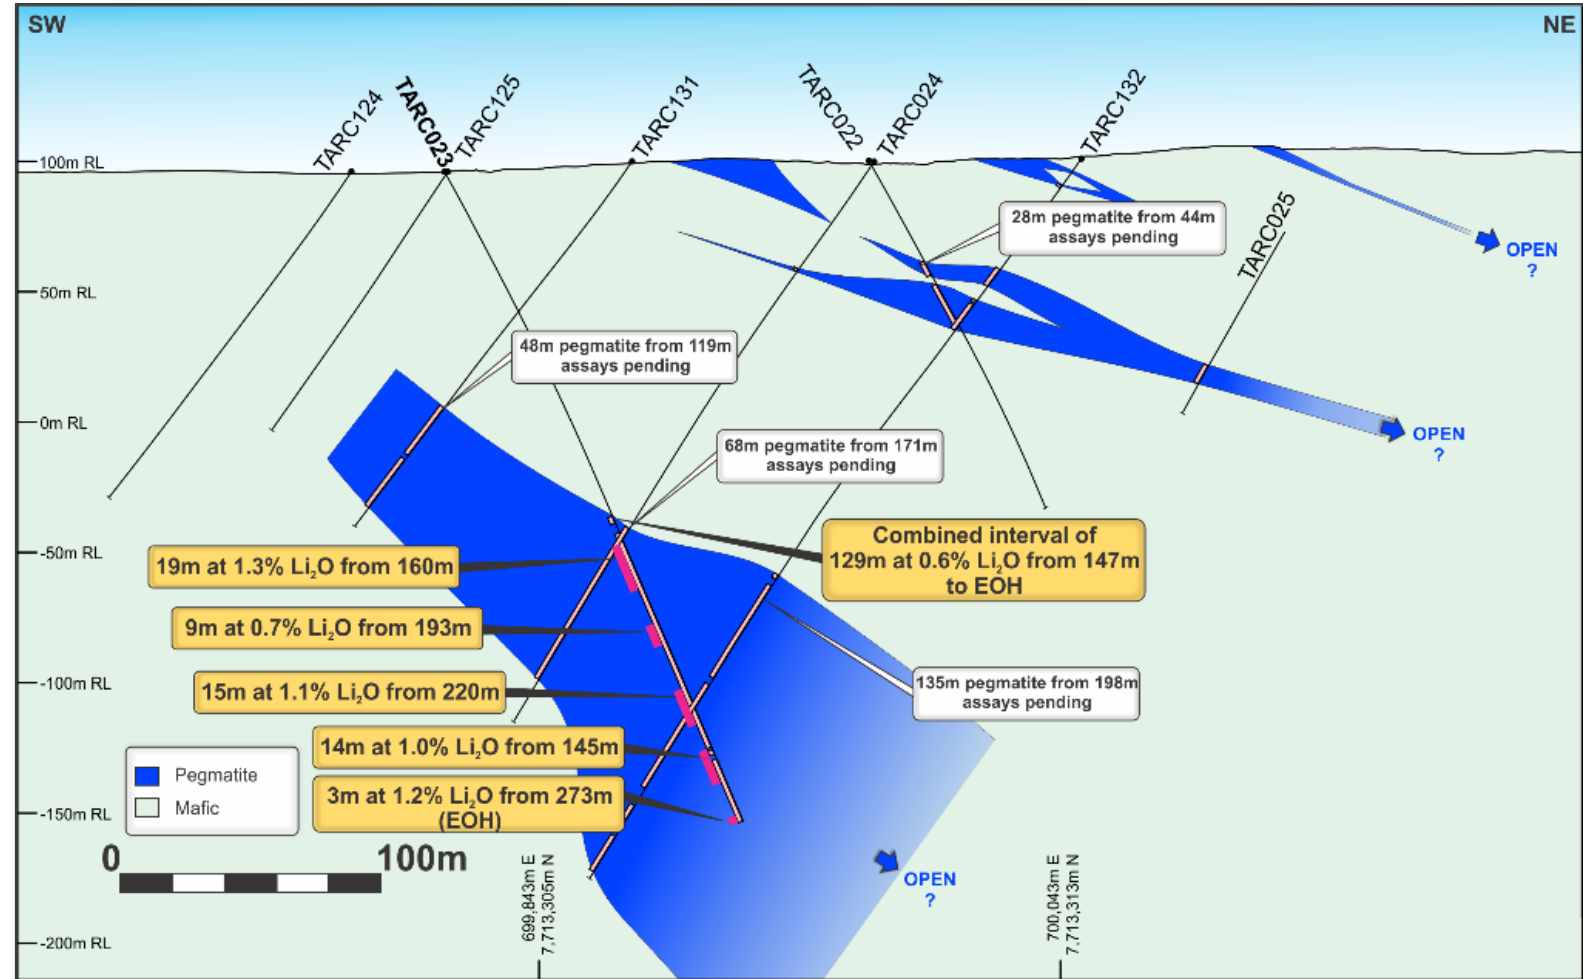 SW
NE
TARC124
TARC023
TARC125
TARC131
TARC022
TARC024
TARC132
100m RL
28m pegmatite from 44m
assays pending
TARC025
OPEN
?
50m RL
48m pegmatite from 119m
assays pending
0m RL
OPEN
?
68m pegmatite from 171m
assays pending
Combined interval of
129m at 0.6% Li₂O from 147m
to EOH
-50m RL
19m at 1.3% Li₂O from 160m
9m at 0.7% Li₂O from 193m
-100m RL
15m at 1.1% Li₂O from 220m
135m pegmatite from 198m
assays pending
14m at 1.0% Li₂O from 145m
3m at 1.2% Li₂O from 273m
(EOH)
Pegmatite
Mafic
-150m RL
0
100m
OPEN
?
699,843m E
7,713,305m N
700,043m E
7,713,313m N
-200m RL